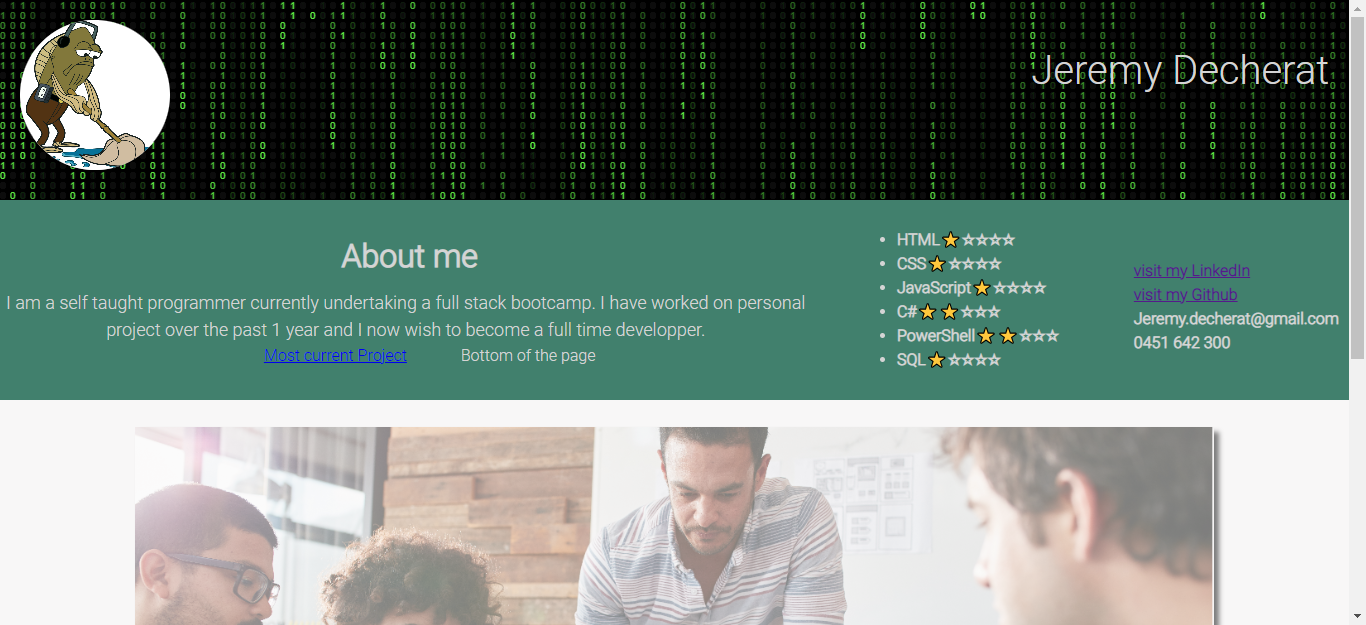 Jeremy Decherat
About me
I am a self taught programmer currently undertaking a full stack bootcamp. I have worked on personal
project over the past 1 year and I now wish to become a full time developper.
Most current Project
Bottom of the page
HTML⭐☆☆☆☆
CSS⭐☆☆☆☆
JavaScript⭐☆☆☆☆
C#⭐⭐☆☆☆
PowerShell⭐⭐☆☆☆
SQL⭐☆☆☆☆
visit my LinkedIn
visit my Github
Jeremy.decherat@gmail.com
0451 642 300